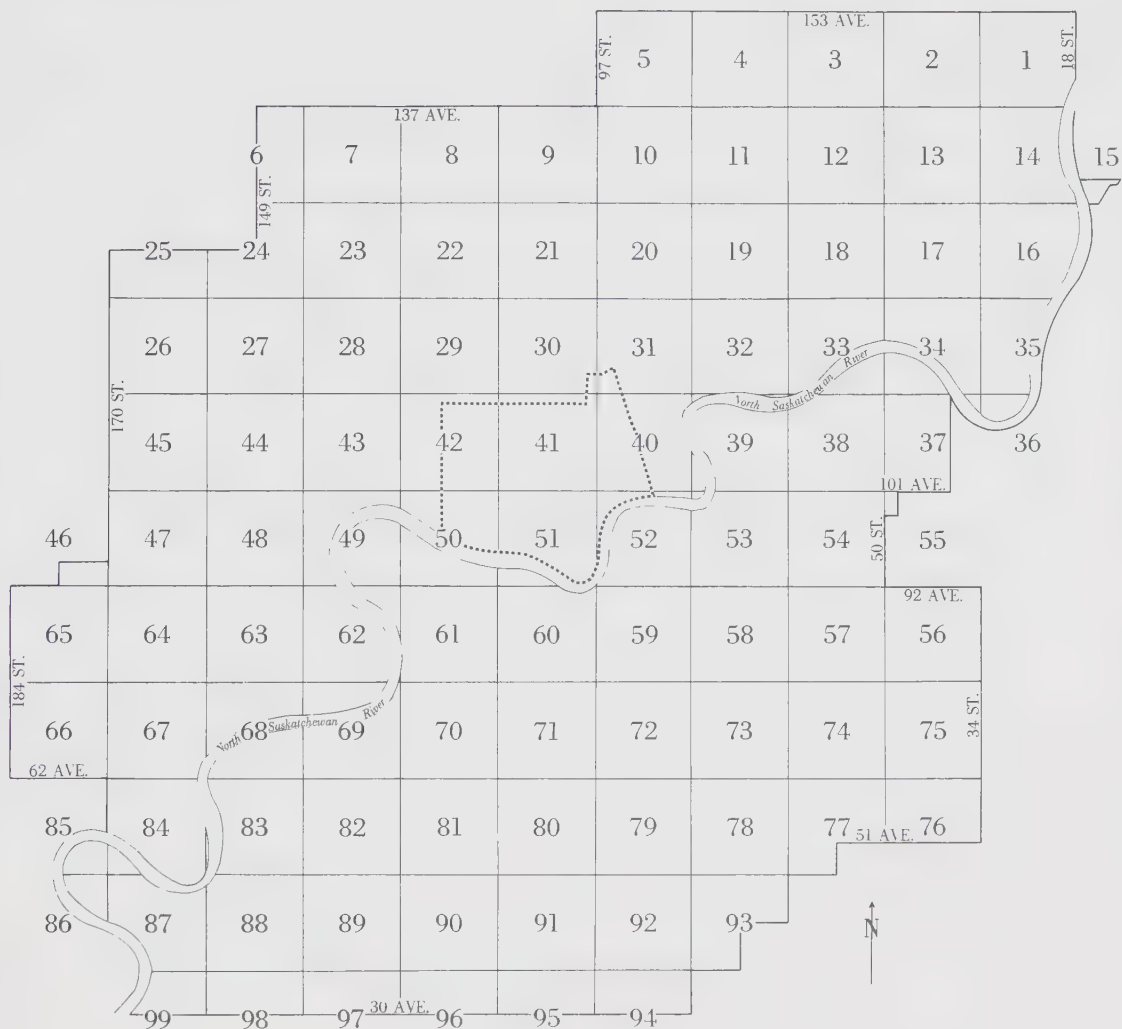 153 AVE.
97 ST.
5 4 3 2 1
18 ST.
137 AVE.
6 7 8 9 10 11 12 13 14 15
149 ST.
25 24 23 22 21 20 19 18 17 16
26 27 28 29 30 31 32 33 34 35
North Saskatchewan River
170 ST.
45 44 43 42 41 40 39 38 37 36
101 AVE.
46 47 48 49 50 51 52 53 54 55
50 ST.
92 AVE.
65 64 63 62 61 60 59 58 57 56
184 ST.
34 ST.
66 67 68 69 70 71 72 73 74 75
North Saskatchewan River
62 AVE.
85 84 83 82 81 80 79 78 77 76
51 AVE.
86 87 88 89 90 91 92 93
N
30 AVE.
99 98 97 96 95 94